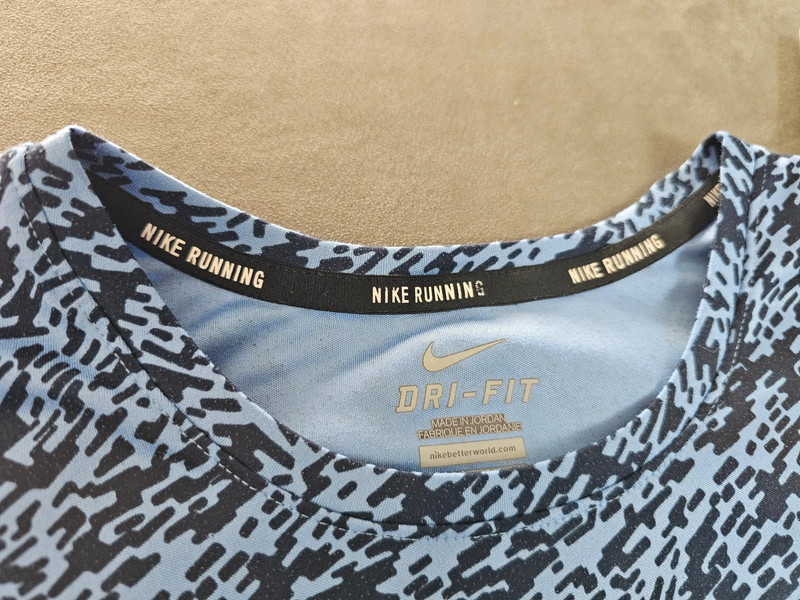 NIKE RUNNING
NIKE RUNNING
NIKE RUNNING
DRI-FIT
MADE IN JORDAN
FABRIQUE EN JORDANIE
nikebetterworld.com